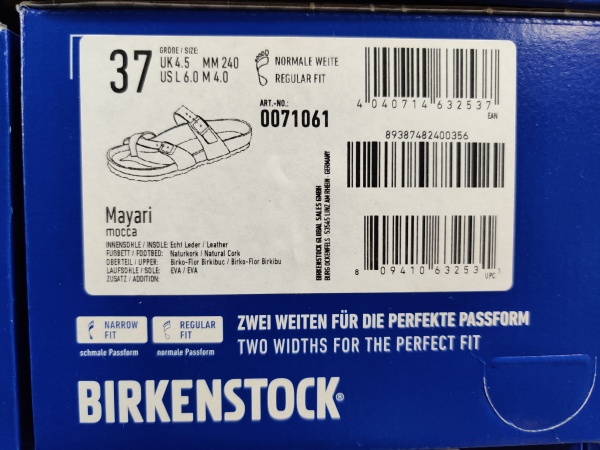 37
GRÖßE / SIZE:
UK 4.5 MM 240
US L 6.0 M 4.0
NORMALE WEITE
REGULAR FIT
ART.-NO.:
0071061
4 040714 632537
EAN
89387482400356
8 09410 63253 1
UPC
BIRKENSTOCK GLOBAL SALES GMBH
BURG OCKENFELS · 53545 LINZ AM RHEIN · GERMANY
Mayari
mocca
INNENSOHLE / INSOLE: Echt Leder / Leather
FUßBETT / FOOTBED: Naturkork / Natural Cork
OBERTEIL / UPPER: Birko-Flor Birkibuc / Birko-Flor Birkibu
LAUFSOHLE / SOLE: EVA / EVA
ZUSATZ / ADDITION:
NARROW
FIT
schmale Passform
REGULAR
FIT
normale Passform
ZWEI WEITEN FÜR DIE PERFEKTE PASSFORM
TWO WIDTHS FOR THE PERFECT FIT
BIRKENSTOCK®